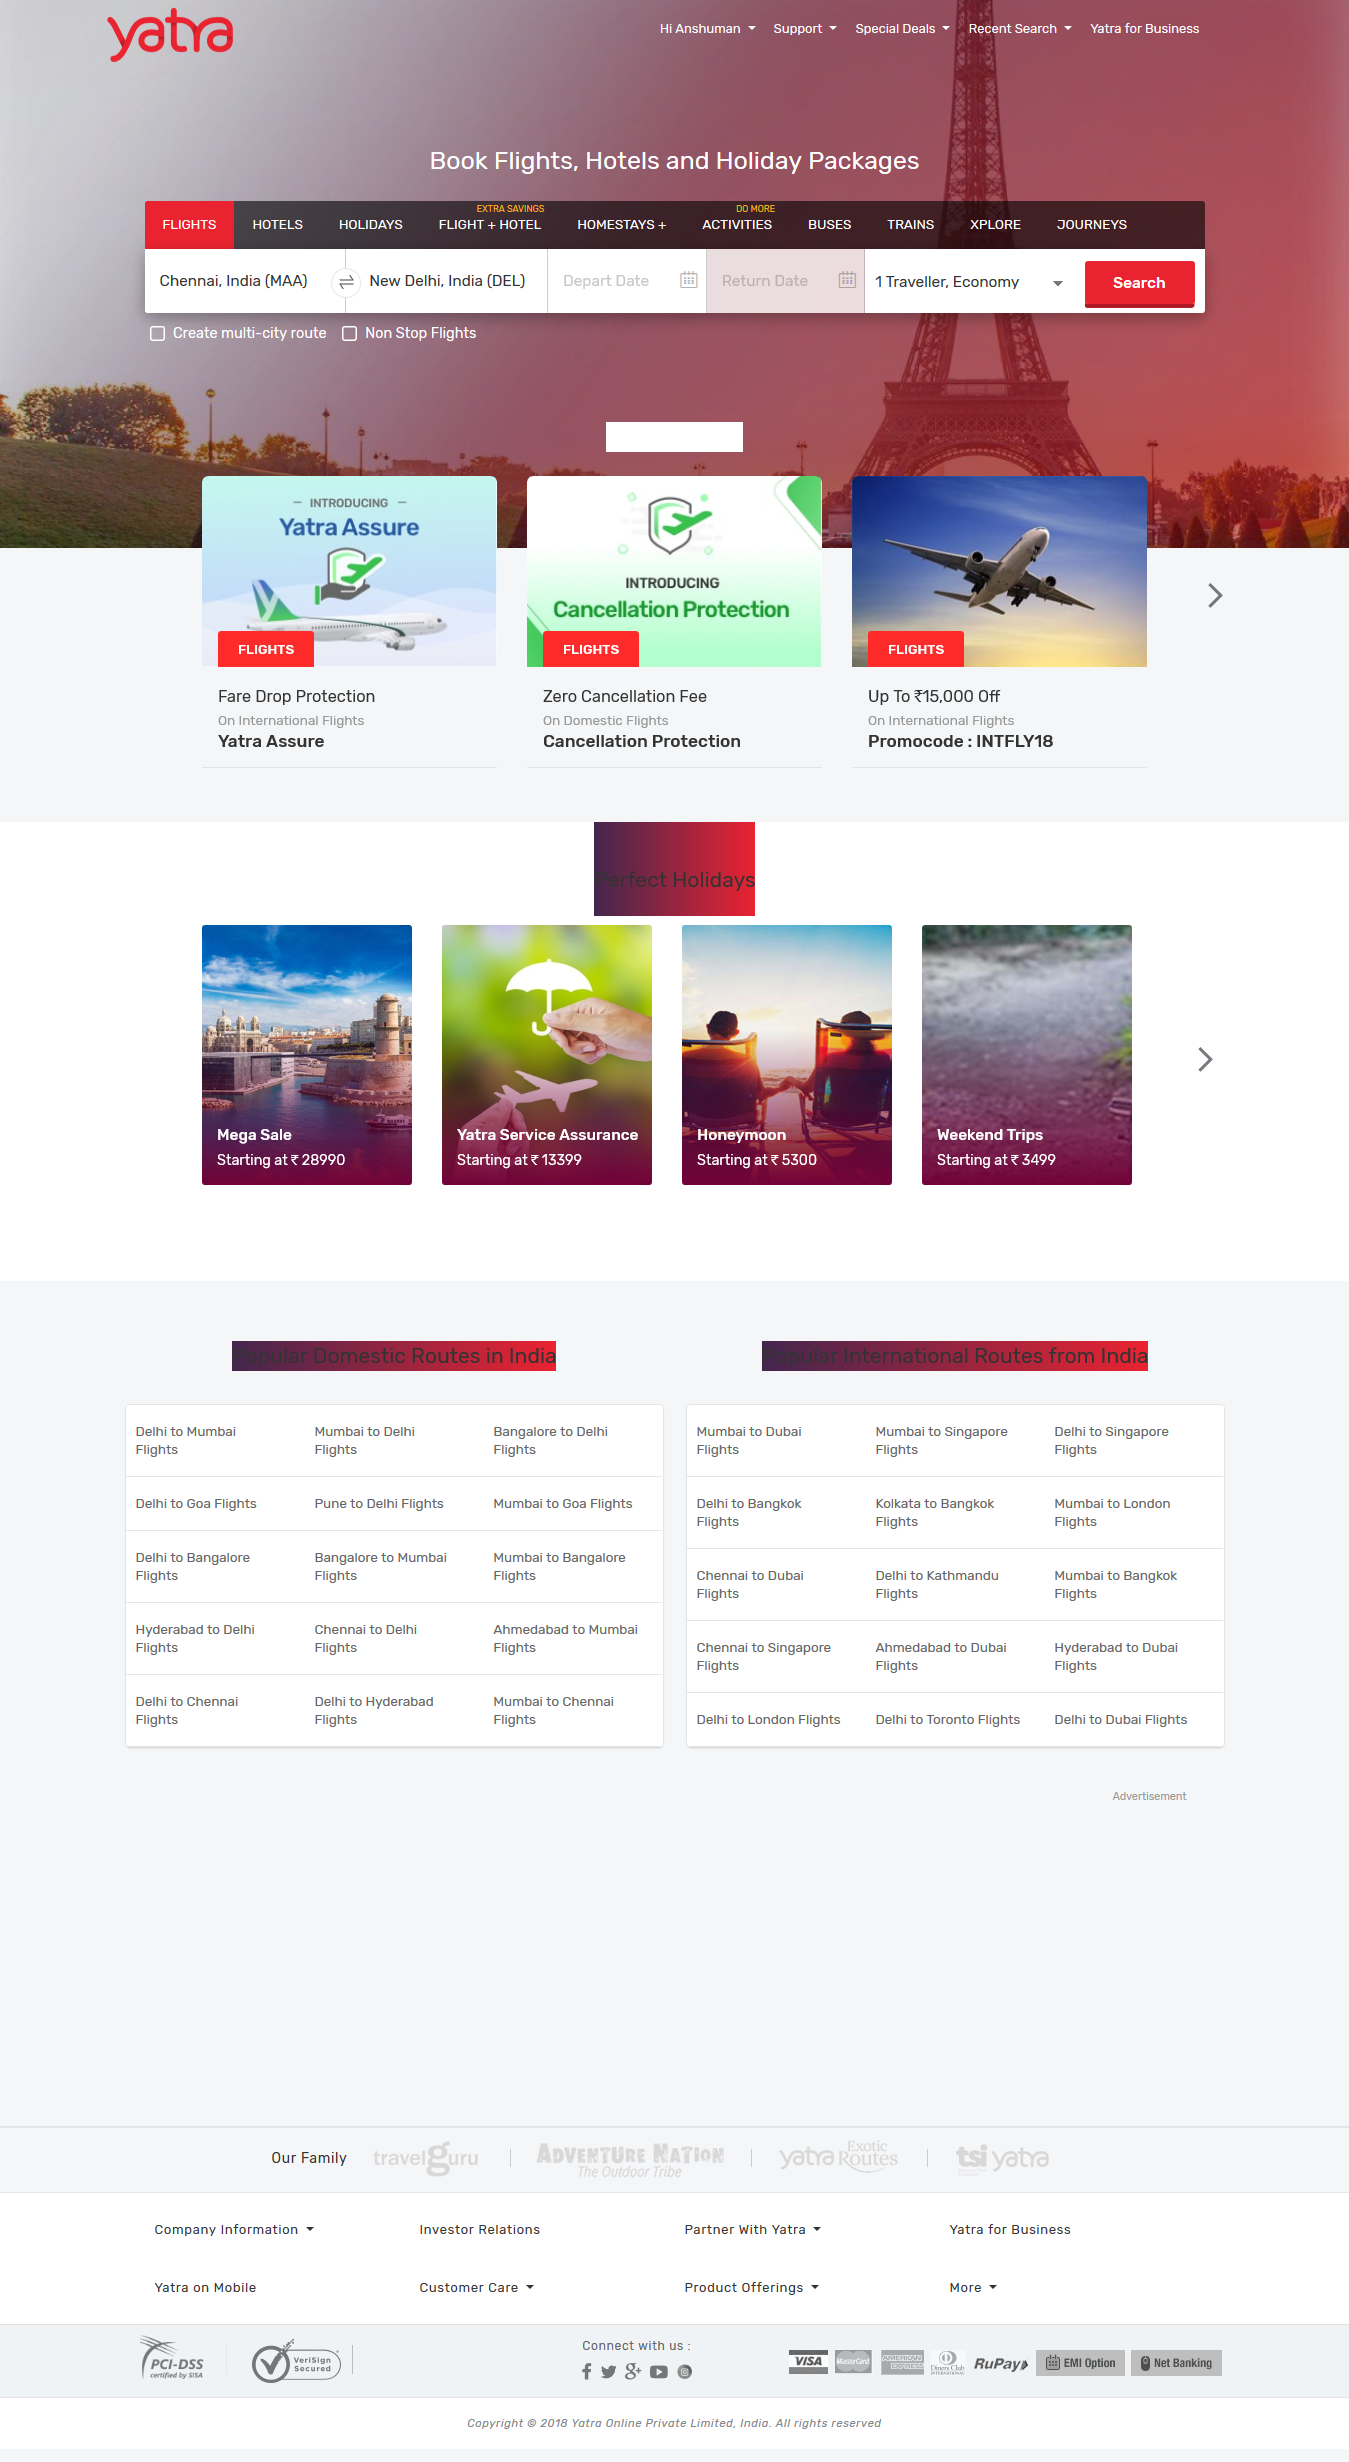 yatra
Hi Anshuman Support Special Deals Recent Search Yatra for Business
Book Flights, Hotels and Holiday Packages
EXTRA SAVINGS DO MORE
FLIGHTS HOTELS HOLIDAYS FLIGHT + HOTEL HOMESTAYS + ACTIVITIES BUSES TRAINS XPLORE JOURNEYS
Chennai, India (MAA) New Delhi, India (DEL) Depart Date Return Date 1 Traveller, Economy Search
Create multi-city route Non Stop Flights
INTRODUCING
Yatra Assure
FLIGHTS
Fare Drop Protection
On International Flights
Yatra Assure
INTRODUCING
Cancellation Protection
FLIGHTS
Zero Cancellation Fee
On Domestic Flights
Cancellation Protection
FLIGHTS
Up To ₹15,000 Off
On International Flights
Promocode : INTFLY18
Perfect Holidays
Mega Sale
Starting at ₹ 28990
Yatra Service Assurance
Starting at ₹ 13399
Honeymoon
Starting at ₹ 5300
Weekend Trips
Starting at ₹ 3499
Popular Domestic Routes in India
Delhi to Mumbai Flights
Mumbai to Delhi Flights
Bangalore to Delhi Flights
Delhi to Goa Flights
Pune to Delhi Flights
Mumbai to Goa Flights
Delhi to Bangalore Flights
Bangalore to Mumbai Flights
Mumbai to Bangalore Flights
Hyderabad to Delhi Flights
Chennai to Delhi Flights
Ahmedabad to Mumbai Flights
Delhi to Chennai Flights
Delhi to Hyderabad Flights
Mumbai to Chennai Flights
Popular International Routes from India
Mumbai to Dubai Flights
Mumbai to Singapore Flights
Delhi to Singapore Flights
Delhi to Bangkok Flights
Kolkata to Bangkok Flights
Mumbai to London Flights
Chennai to Dubai Flights
Delhi to Kathmandu Flights
Mumbai to Bangkok Flights
Chennai to Singapore Flights
Ahmedabad to Dubai Flights
Hyderabad to Dubai Flights
Delhi to London Flights
Delhi to Toronto Flights
Delhi to Dubai Flights
Advertisement
Our Family travelguru ADVENTURE NATION The Outdoor Tribe yatra Exotic Routes tsi yatra
Company Information Investor Relations Partner With Yatra Yatra for Business
Yatra on Mobile Customer Care Product Offerings More
PCI-DSS
certified by SISA
VeriSign
Secured
Connect with us :
VISA MasterCard AMERICAN EXPRESS Diners Club INTERNATIONAL RuPay EMI Option Net Banking
Copyright © 2018 Yatra Online Private Limited, India. All rights reserved